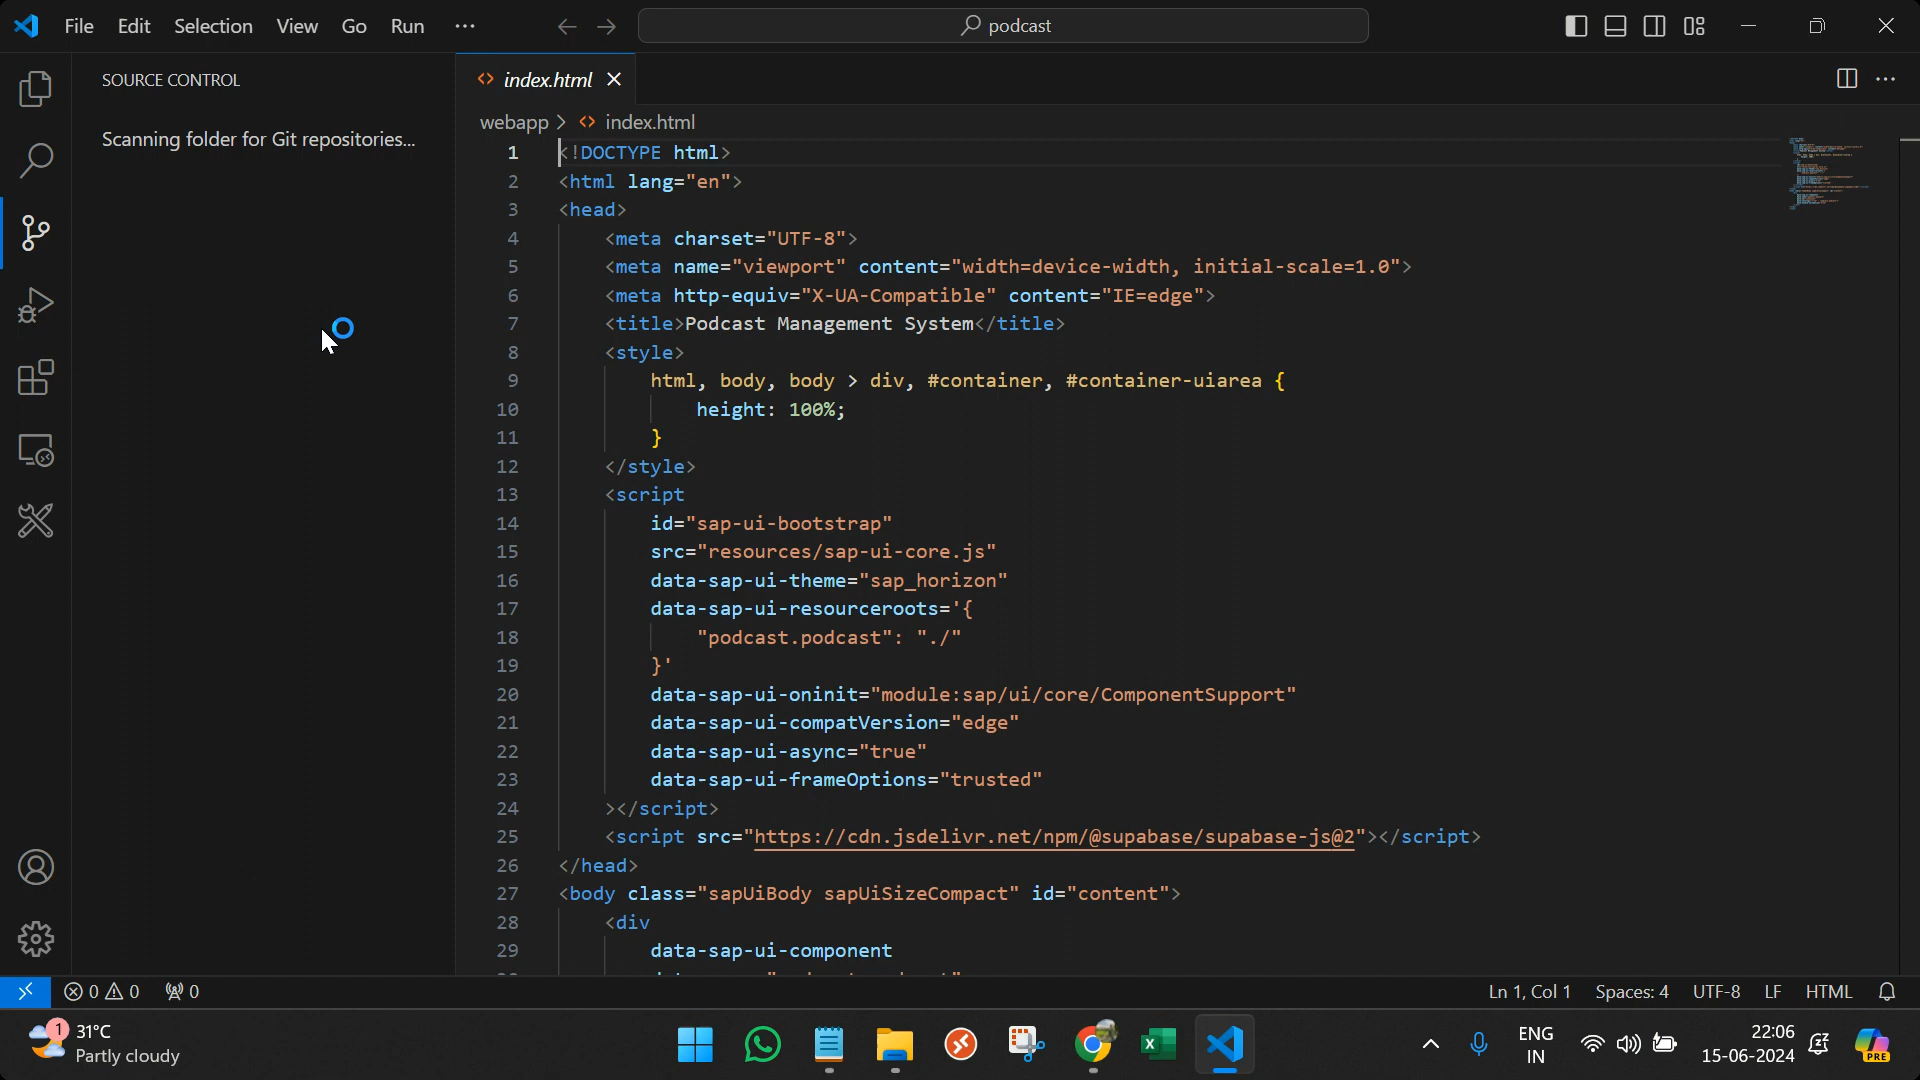 File Edit Selection View Go Run ···
podcast
SOURCE CONTROL
Scanning folder for Git repositories...
index.html
webapp > index.html
1 <!DOCTYPE html>
2 <html lang="en">
3 <head>
4 <meta charset="UTF-8">
5 <meta name="viewport" content="width=device-width, initial-scale=1.0">
6 <meta http-equiv="X-UA-Compatible" content="IE=edge">
7 <title>Podcast Management System</title>
8 <style>
9 html, body, body > div, #container, #container-uiarea {
10 height: 100%;
11 }
12 </style>
13 <script
14 id="sap-ui-bootstrap"
15 src="resources/sap-ui-core.js"
16 data-sap-ui-theme="sap_horizon"
17 data-sap-ui-resourceroots='{
18 "podcast.podcast": "./"
19 }'
20 data-sap-ui-oninit="module:sap/ui/core/ComponentSupport"
21 data-sap-ui-compatVersion="edge"
22 data-sap-ui-async="true"
23 data-sap-ui-frameOptions="trusted"
24 ></script>
25 <script src="https://cdn.jsdelivr.net/npm/@supabase/supabase-js@2"></script>
26 </head>
27 <body class="sapUiBody sapUiSizeCompact" id="content">
28 <div
29 data-sap-ui-component
0 0 0
Ln 1, Col 1 Spaces: 4 UTF-8 LF HTML
1 31°C
Partly cloudy
ENG
IN
22:06
15-06-2024
PRE